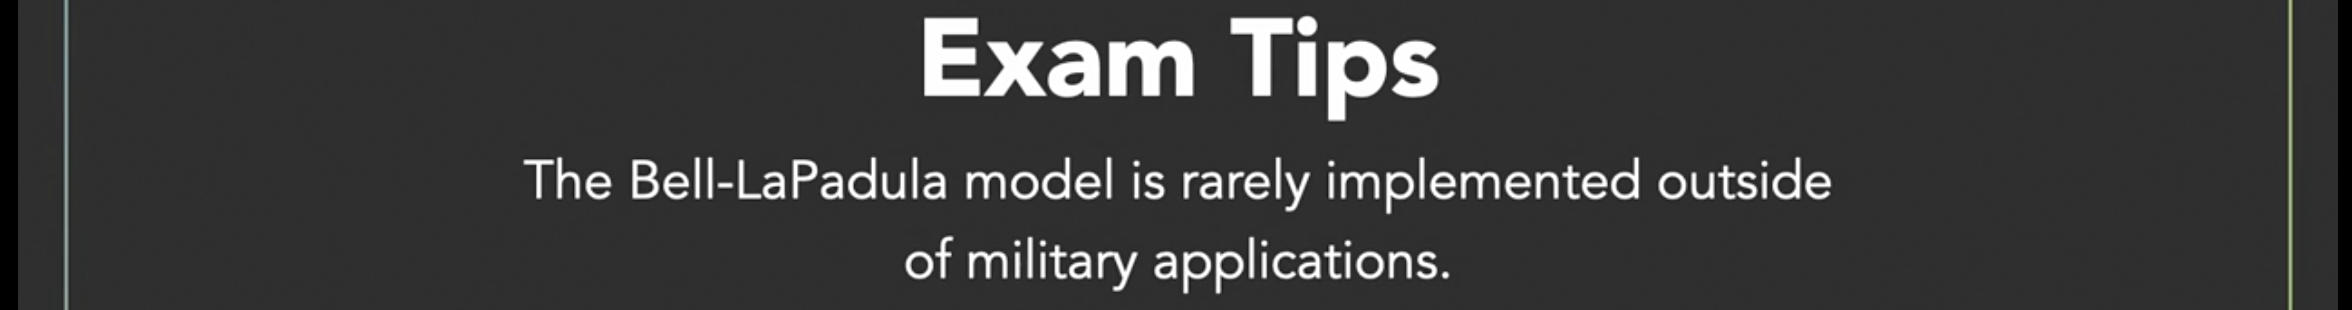 Exam Tips
The Bell-LaPadula model is rarely implemented outside
of military applications.